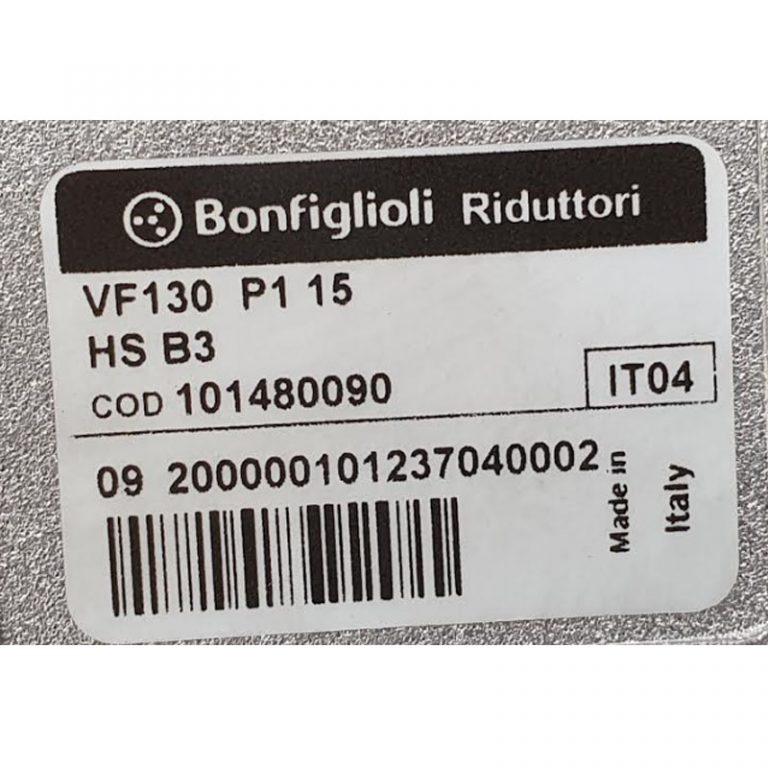 Bonfiglioli Riduttori
VF130 P1 15
HS B3
COD 101480090
IT04
09 200000101237040002
Made in
Italy